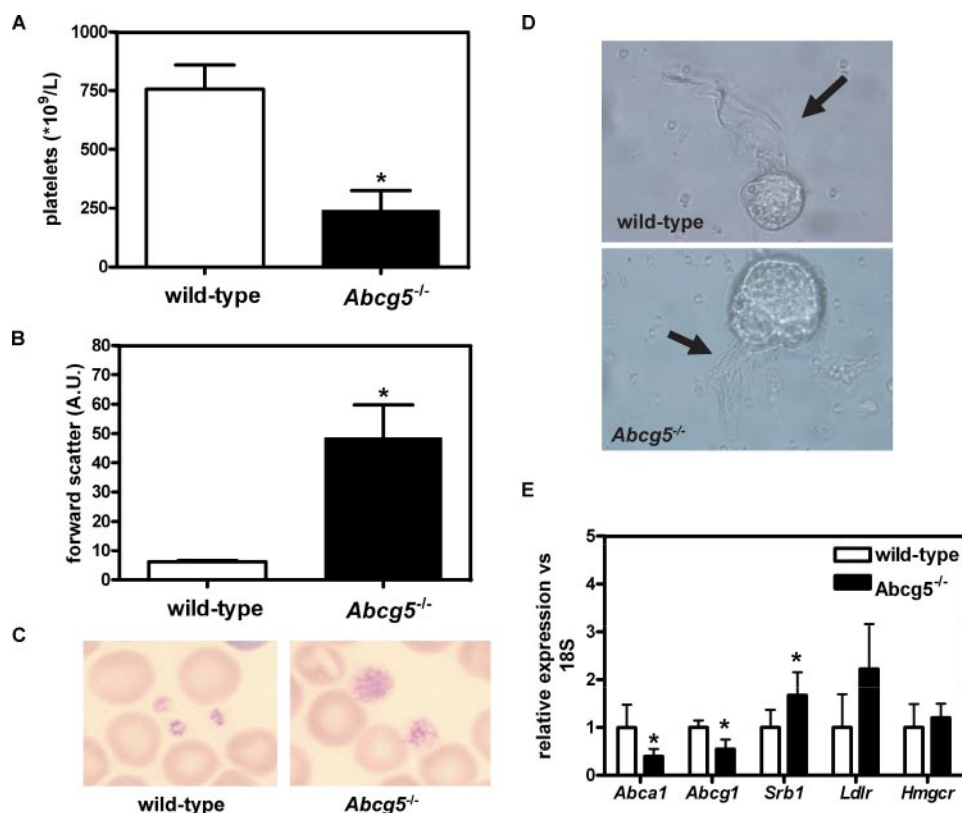 A
platelets (*10^9/L)
1000
750
500
250
0
*
wild-type
Abcg5-/-
B
forward scatter (A.U.)
80
70
60
50
40
30
20
10
0
*
wild-type
Abcg5-/-
C
wild-type
Abcg5-/-
D
wild-type
Abcg5-/-
E
relative expression vs
18S
5
4
3
2
1
0
wild-type
Abcg5-/-
* * *
Abca1 Abcg1 Srb1 Ldlr Hmgcr